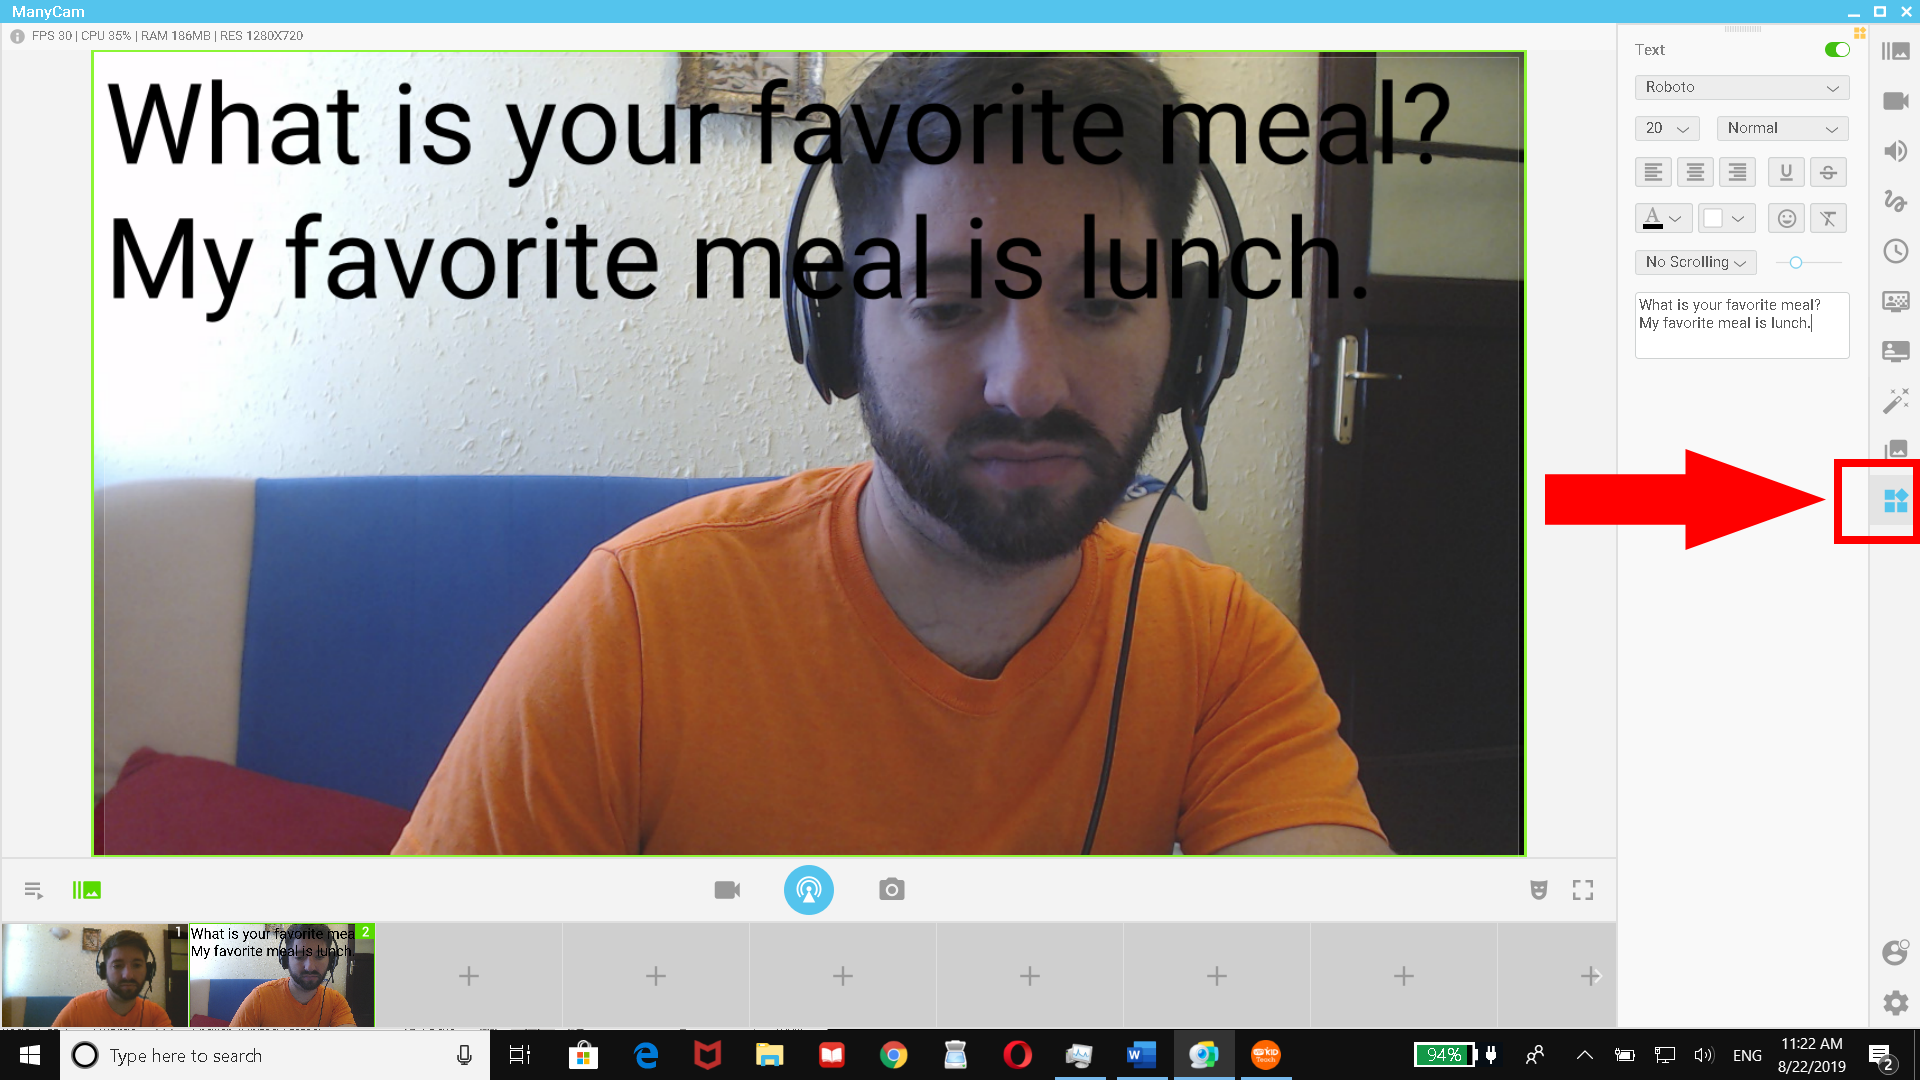 ManyCam
FPS 30 | CPU 35% | RAM 186MB | RES 1280X720
What is your favorite meal?
My favorite meal is lunch.
Text
Roboto
20
Normal
U
S
A
No Scrolling
What is your favorite meal?
My favorite meal is lunch.
1
What is your favorite mea
2
My favorite meal is lunch
Type here to search
94%
ENG
11:22 AM
8/22/2019
2